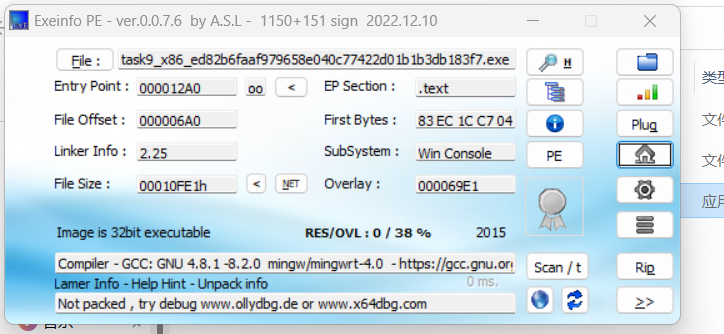 Exeinfo PE - ver.0.0.7.6 by A.S.L - 1150+151 sign 2022.12.10
File : task9_x86_ed82b6faaf979658e040c77422d01b1b3db183f7.exe H
Entry Point : 000012A0 oo < EP Section : .text
File Offset : 000006A0 First Bytes : 83 EC 1C C7 04 Plug
Linker Info : 2.25 SubSystem : Win Console PE
File Size : 00010FE1h < NET Overlay : 000069E1
Image is 32bit executable RES/OVL : 0 / 38 % 2015
Compiler - GCC: GNU 4.8.1 -8.2.0 mingw/mingwrt-4.0 - https://gcc.gnu.org Scan / t Rip
Lamer Info - Help Hint - Unpack info 0 ms.
Not packed , try debug www.ollydbg.de or www.x64dbg.com >>
类型
文件
文件
应用
音乐